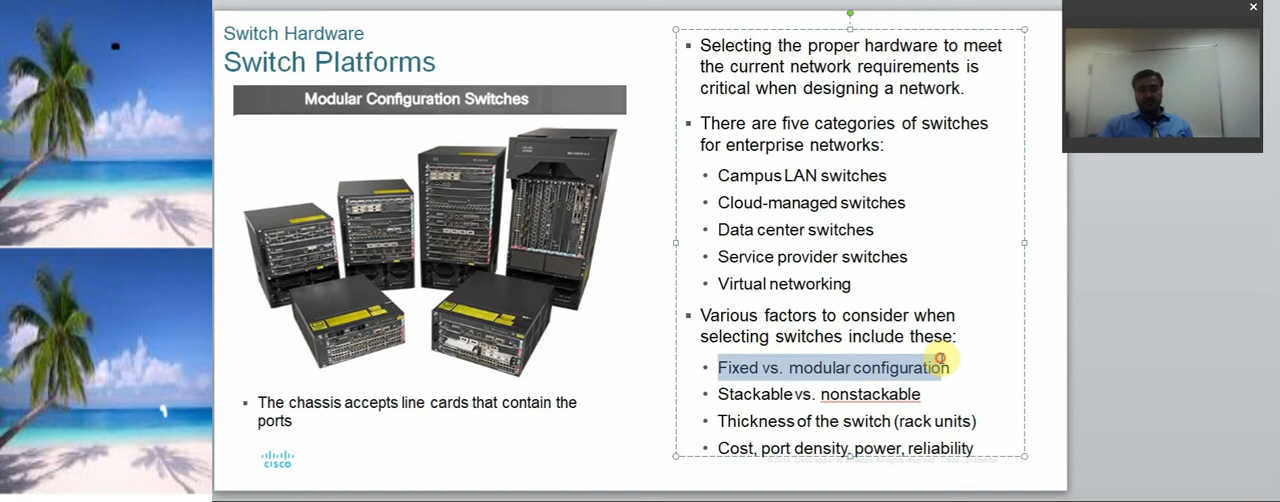 Switch Hardware
Switch Platforms
Modular Configuration Switches
▪ The chassis accepts line cards that contain the
ports
CISCO
▪ Selecting the proper hardware to meet
the current network requirements is
critical when designing a network.
▪ There are five categories of switches
for enterprise networks:
• Campus LAN switches
• Cloud-managed switches
• Data center switches
• Service provider switches
• Virtual networking
▪ Various factors to consider when
selecting switches include these:
• Fixed vs. modular configuration
• Stackable vs. nonstackable
• Thickness of the switch (rack units)
• Cost, port density, power, reliability